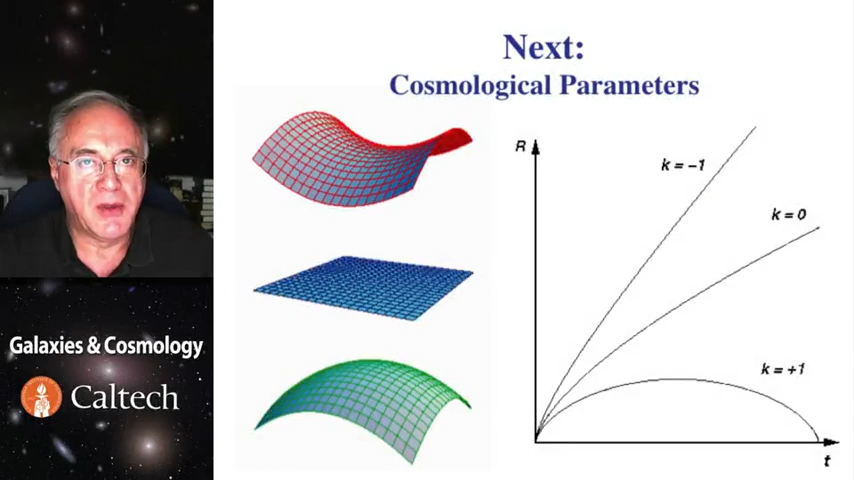 Next:
Cosmological Parameters
R
k = −1
k = 0
k = +1
t
Galaxies & Cosmology
Caltech